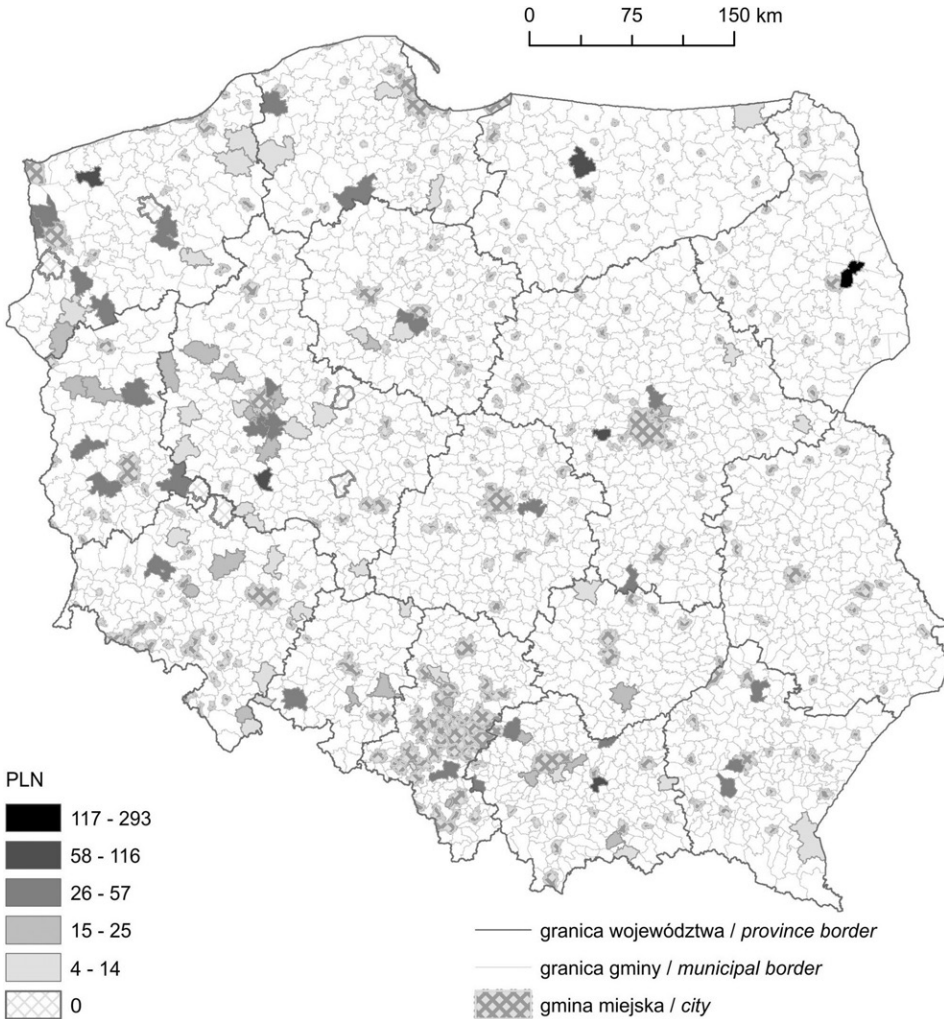 0 75 150 km
PLN
117 - 293
58 - 116
26 - 57
15 - 25
4 - 14
0
granica województwa / province border
granica gminy / municipal border
gmina miejska / city